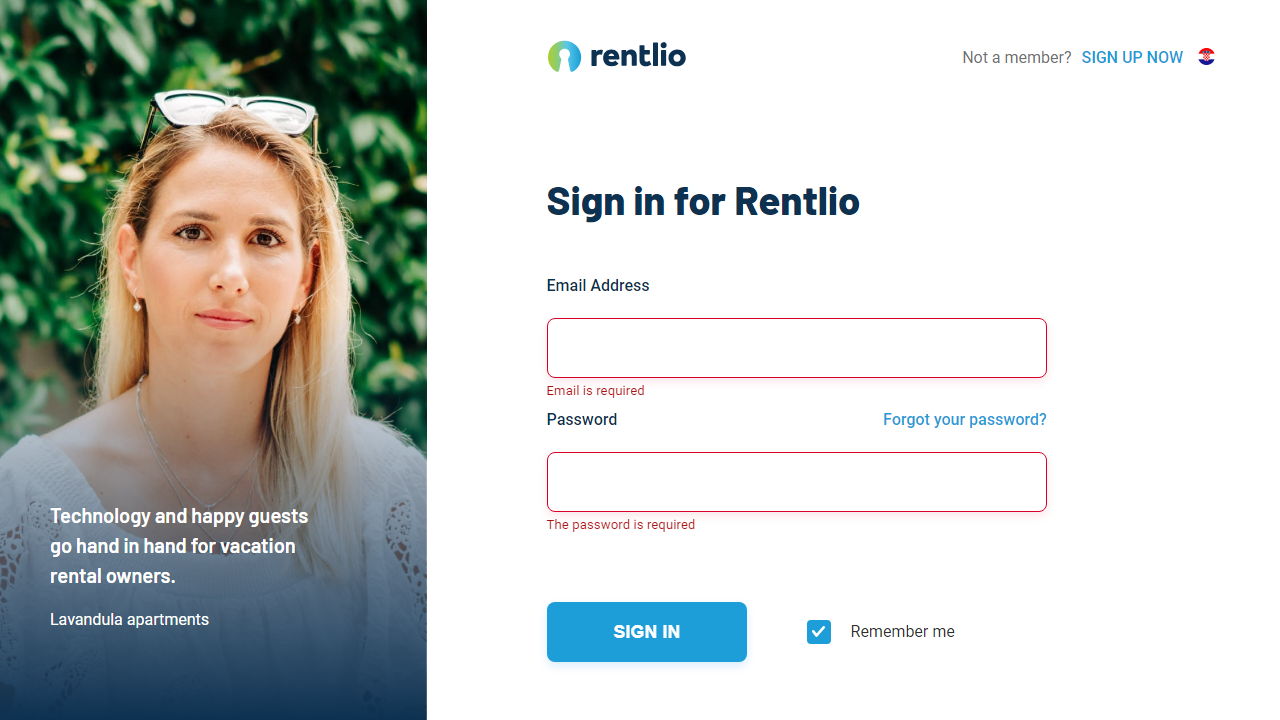 rentlio
Not a member? SIGN UP NOW
Sign in for Rentlio
Email Address
Email is required
Password Forgot your password?
The password is required
SIGN IN
Remember me
Technology and happy guests
go hand in hand for vacation
rental owners.
Lavandula apartments